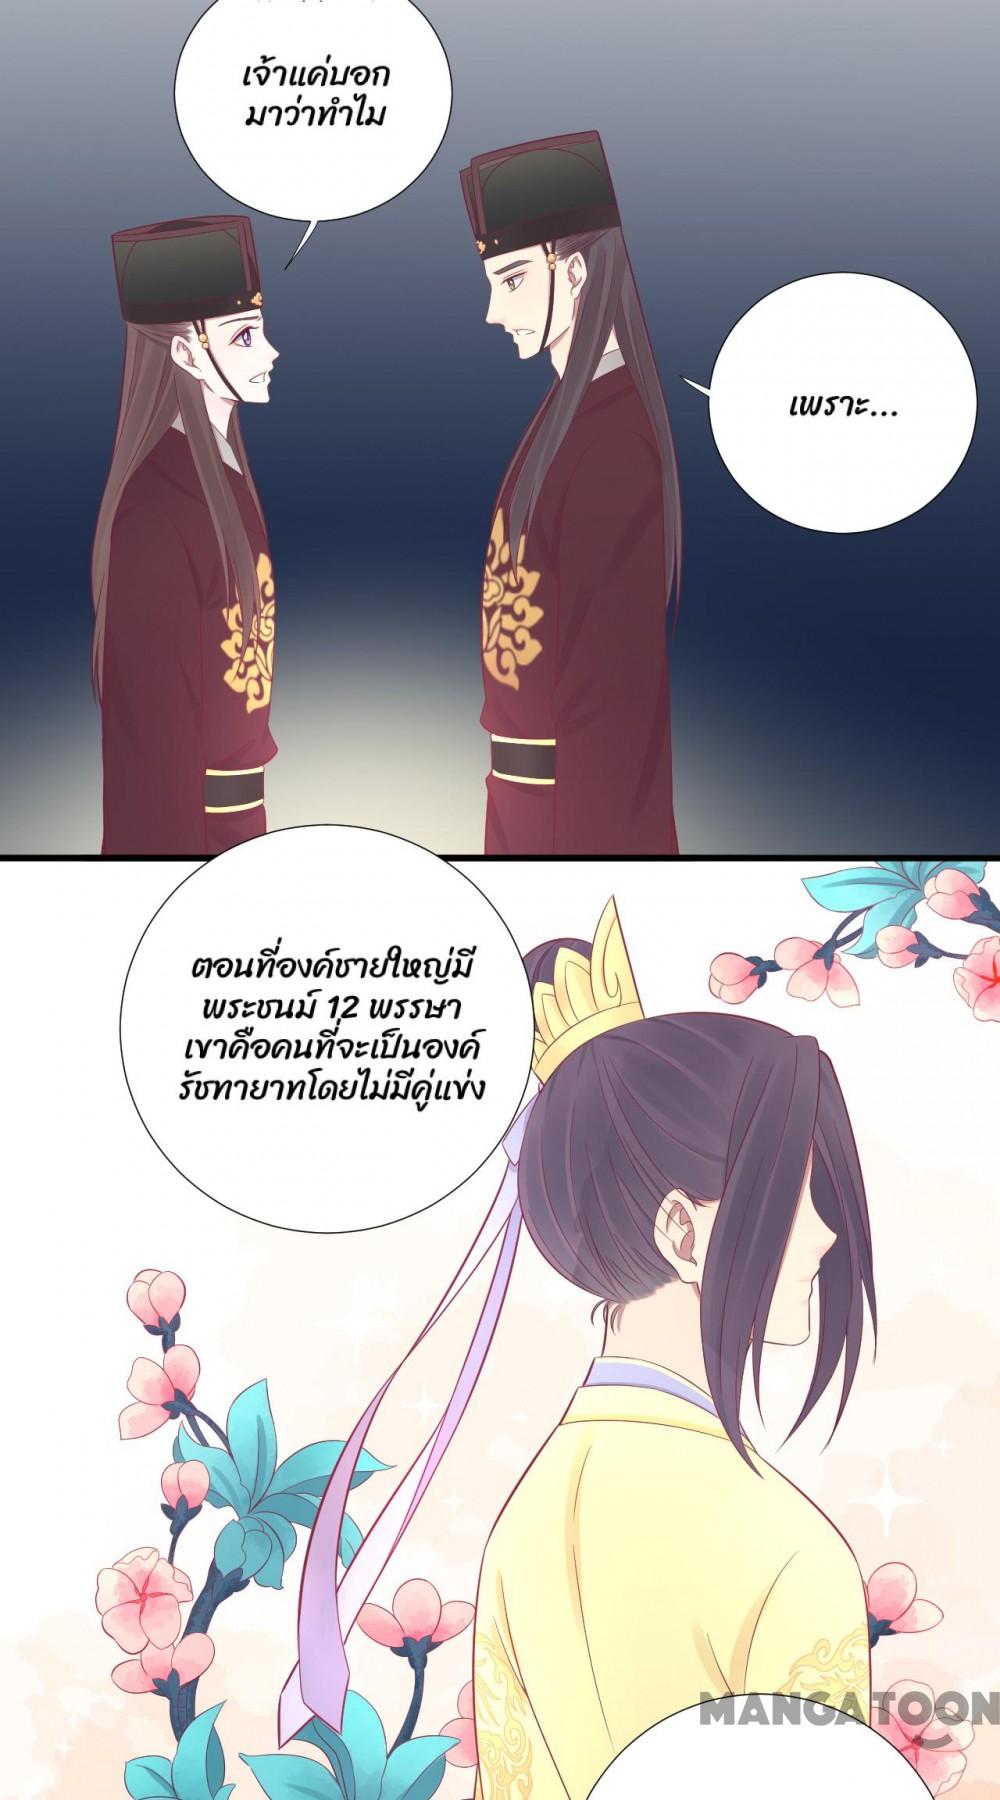 เจ้าแค่บอก
มาว่าทำไม
เพราะ...
ตอนที่องค์ชายใหญ่มี
พระชนม์ 12 พรรษา
เขาคือคนที่จะเป็นองค์
รัชทายาทโดยไม่มีคู่แข่ง
MANGATOON